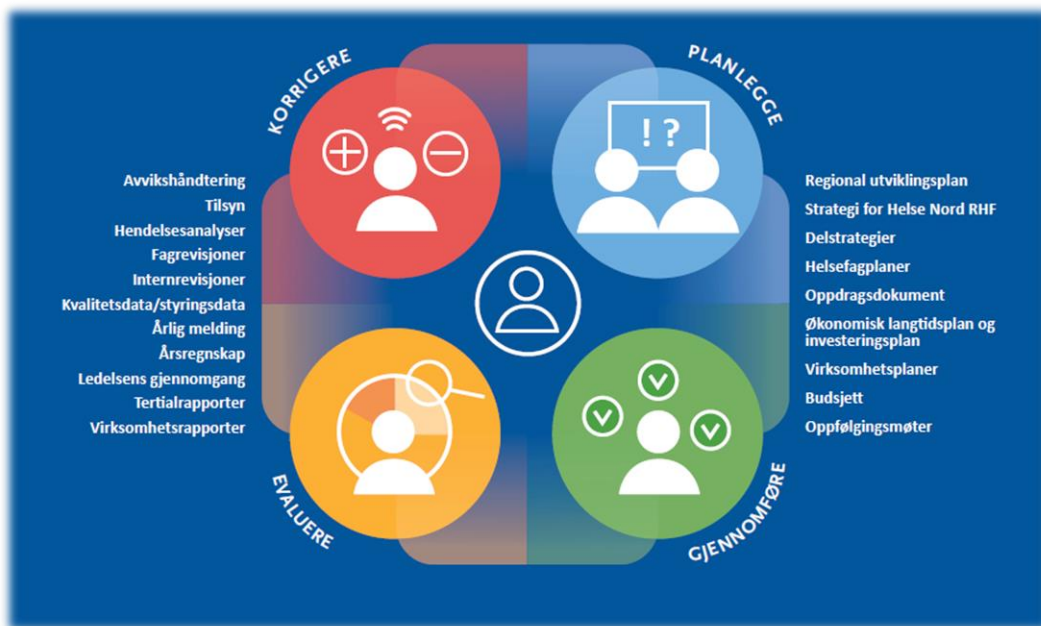 KORRIGERE
PLANLEGGE
! ?
Avvikshåndtering
Tilsyn
Hendelsesanalyser
Fagrevisjoner
Internrevisjoner
Kvalitetsdata/styringsdata
Årlig melding
Årsregnskap
Ledelsens gjennomgang
Tertialrapporter
Virksomhetsrapporter
Regional utviklingsplan
Strategi for Helse Nord RHF
Delstrategier
Helsefagplaner
Oppdragsdokument
Økonomisk langtidsplan og
investeringsplan
Virksomhetsplaner
Budsjett
Oppfølgingsmøter
EVALUERE
GJENNOMFØRE